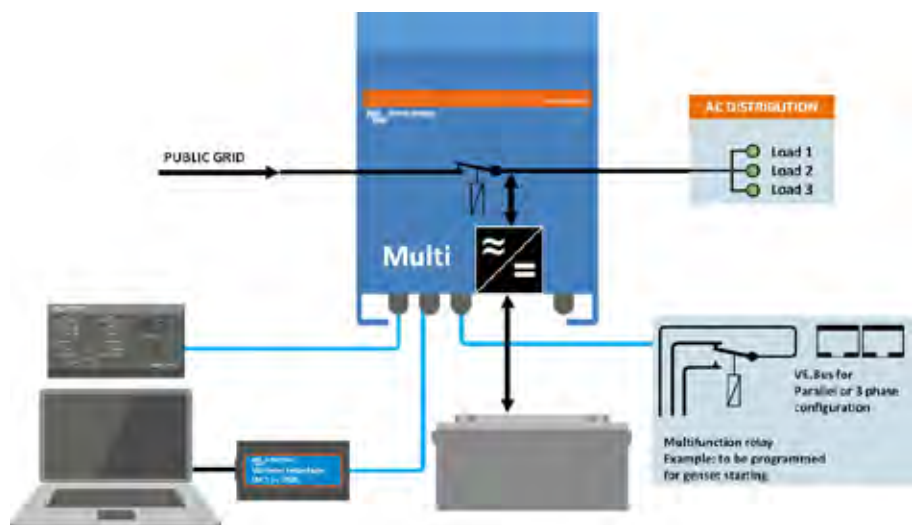 AC DISTRIBUTION
Load 1
Load 2
Load 3
PUBLIC GRID
Multi
VE.Bus for
Parallel or 3 phase
configuration
Multifunction relay
Example: to be programmed
for genset starting